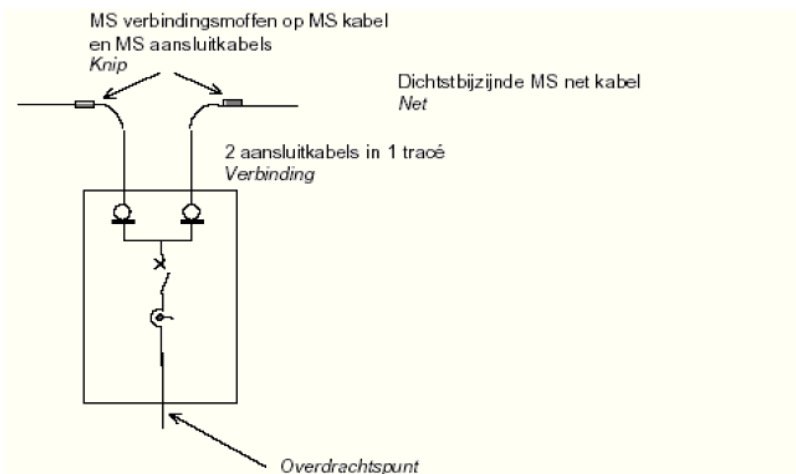 MS verbindingsmoffen op MS kabel
en MS aansluitkabels
Knip
Dichtstbijzijnde MS net kabel
Net
2 aansluitkabels in 1 tracé
Verbinding
Overdrachtspunt